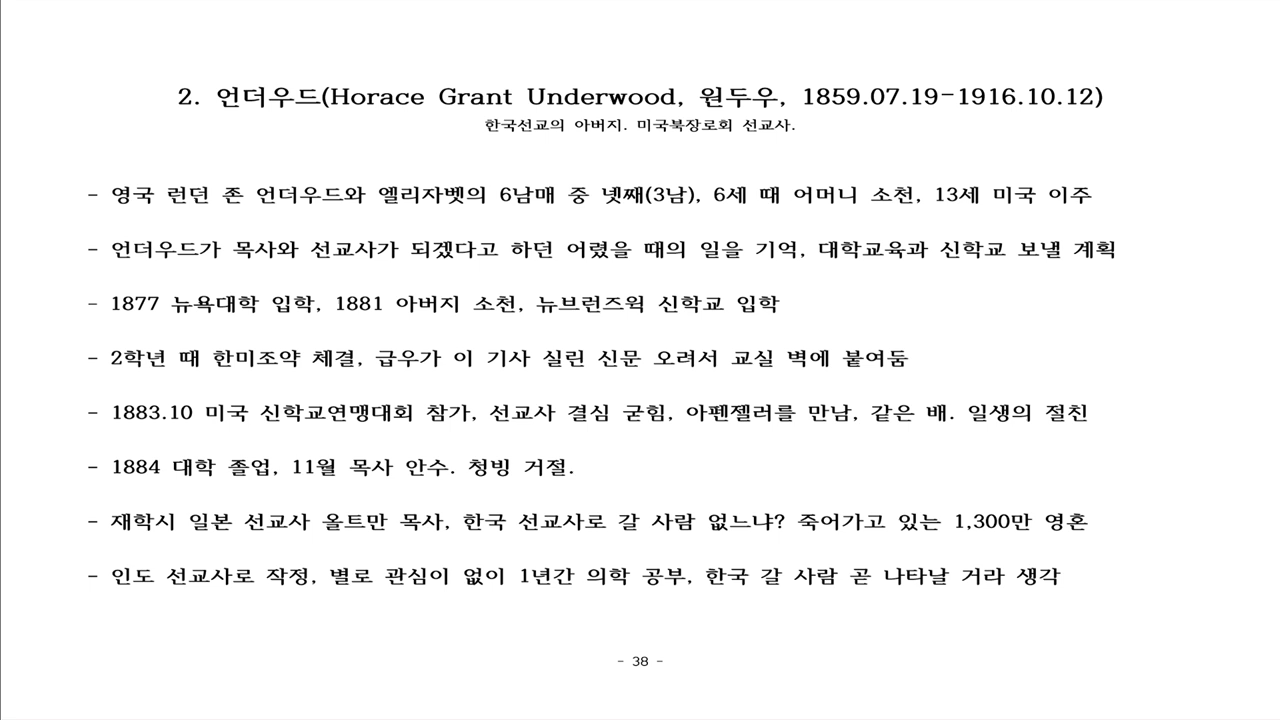 2. 언더우드(Horace Grant Underwood, 원두우, 1859.07.19-1916.10.12)
한국선교의 아버지. 미국북장로회 선교사.
- 영국 런던 존 언더우드와 엘리자벳의 6남매 중 넷째(3남), 6세 때 어머니 소천, 13세 미국 이주
- 언더우드가 목사와 선교사가 되겠다고 하던 어렸을 때의 일을 기억, 대학교육과 신학교 보낼 계획
- 1877 뉴욕대학 입학, 1881 아버지 소천, 뉴브런즈윅 신학교 입학
- 2학년 때 한미조약 체결, 급우가 이 기사 실린 신문 오려서 교실 벽에 붙여둠
- 1883.10 미국 신학교연맹대회 참가, 선교사 결심 굳힘, 아펜젤러를 만남, 같은 배. 일생의 절친
- 1884 대학 졸업, 11월 목사 안수. 청빙 거절.
- 재학시 일본 선교사 올트만 목사, 한국 선교사로 갈 사람 없느냐? 죽어가고 있는 1,300만 영혼
- 인도 선교사로 작정, 별로 관심이 없이 1년간 의학 공부, 한국 갈 사람 곧 나타날 거라 생각
- 38 -